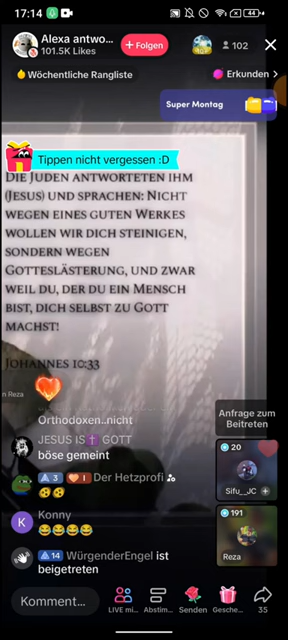 17:14
44
Alexa antwo...
101.5K Likes
+ Folgen
102
Wöchentliche Rangliste
Erkunden >
Super Montag
Tippen nicht vergessen :D
Die Juden antworteten ihm
(Jesus) und sprachen: Nicht
wegen eines guten Werkes
wollen wir dich steinigen,
sondern wegen
Gotteslästerung, und zwar
weil du, der du ein Mensch
bist, dich selbst zu Gott
machst!
Johannes 10:33
n Reza
Anfrage zum
Beitreten
Orthodoxen..nicht
JESUS IS✝️GOTT
böse gemeint
20
Sifu_JC +
3 1 Der Hetzprofi
K Konny
😂😂😂😂
191
Reza
14 WürgenderEngel ist
beigetreten
Komment...
LIVE mi...
Abstim...
Senden
Gesche...
35